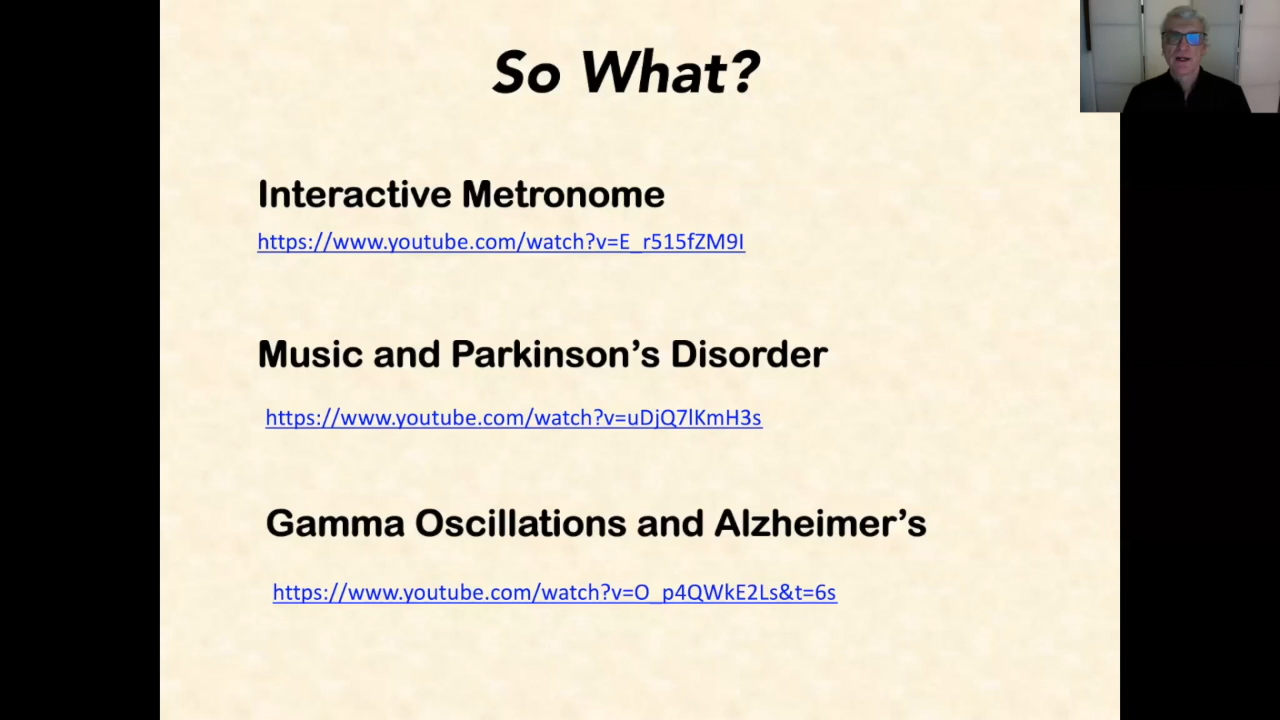 So What?
Interactive Metronome
https://www.youtube.com/watch?v=E_r515fZM9I
Music and Parkinson’s Disorder
https://www.youtube.com/watch?v=uDjQ7lKmH3s
Gamma Oscillations and Alzheimer’s
https://www.youtube.com/watch?v=O_p4QWkE2Ls&t=6s